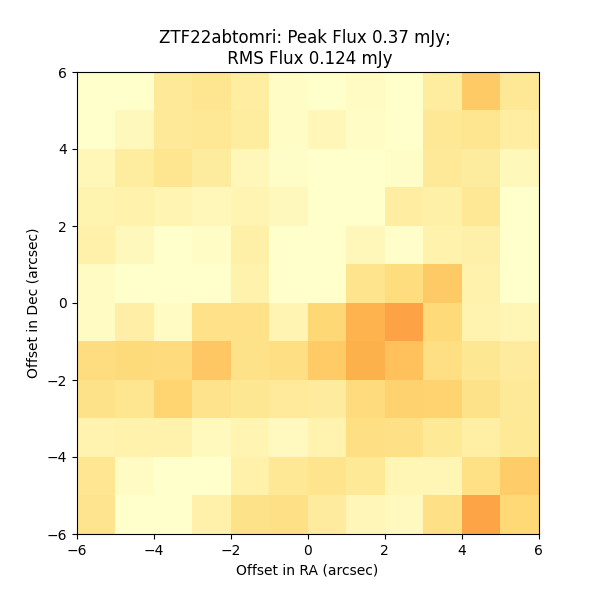 ZTF22abtomri: Peak Flux 0.37 mJy;
RMS Flux 0.124 mJy
6
4
2
0
−2
−4
−6
Offset in Dec (arcsec)
−6 −4 −2 0 2 4 6
Offset in RA (arcsec)